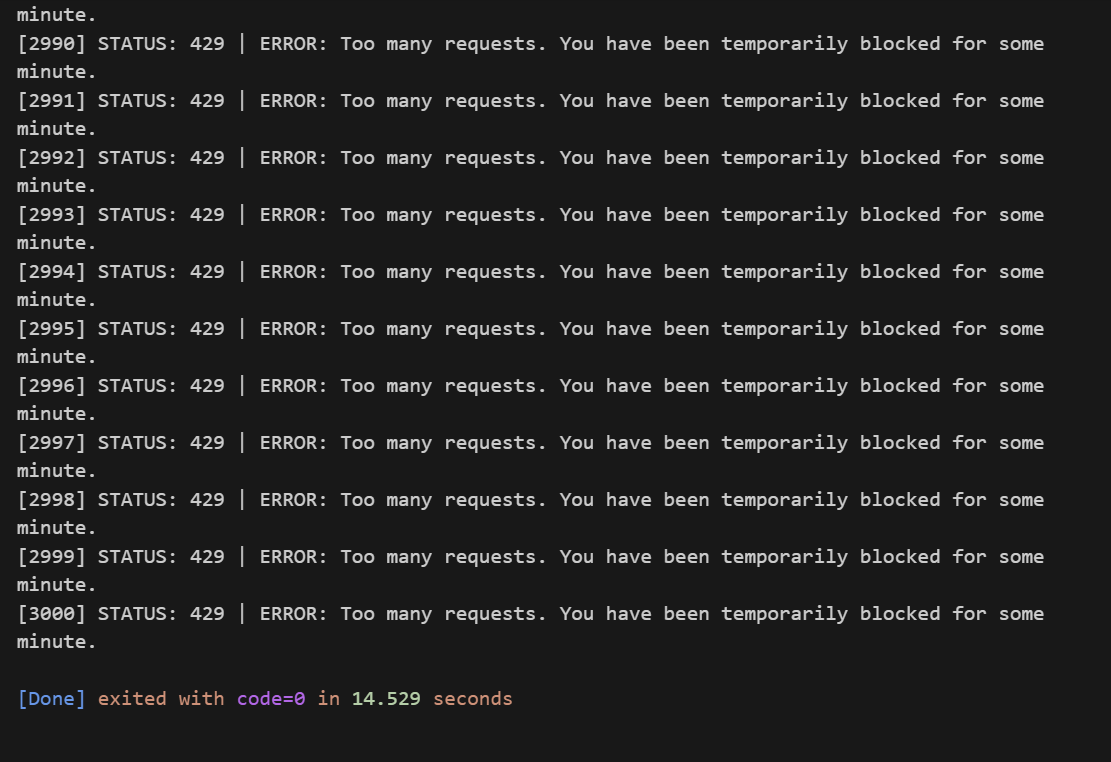 minute.
[2990] STATUS: 429 | ERROR: Too many requests. You have been temporarily blocked for some
minute.
[2991] STATUS: 429 | ERROR: Too many requests. You have been temporarily blocked for some
minute.
[2992] STATUS: 429 | ERROR: Too many requests. You have been temporarily blocked for some
minute.
[2993] STATUS: 429 | ERROR: Too many requests. You have been temporarily blocked for some
minute.
[2994] STATUS: 429 | ERROR: Too many requests. You have been temporarily blocked for some
minute.
[2995] STATUS: 429 | ERROR: Too many requests. You have been temporarily blocked for some
minute.
[2996] STATUS: 429 | ERROR: Too many requests. You have been temporarily blocked for some
minute.
[2997] STATUS: 429 | ERROR: Too many requests. You have been temporarily blocked for some
minute.
[2998] STATUS: 429 | ERROR: Too many requests. You have been temporarily blocked for some
minute.
[2999] STATUS: 429 | ERROR: Too many requests. You have been temporarily blocked for some
minute.
[3000] STATUS: 429 | ERROR: Too many requests. You have been temporarily blocked for some
minute.
[Done] exited with code=0 in 14.529 seconds